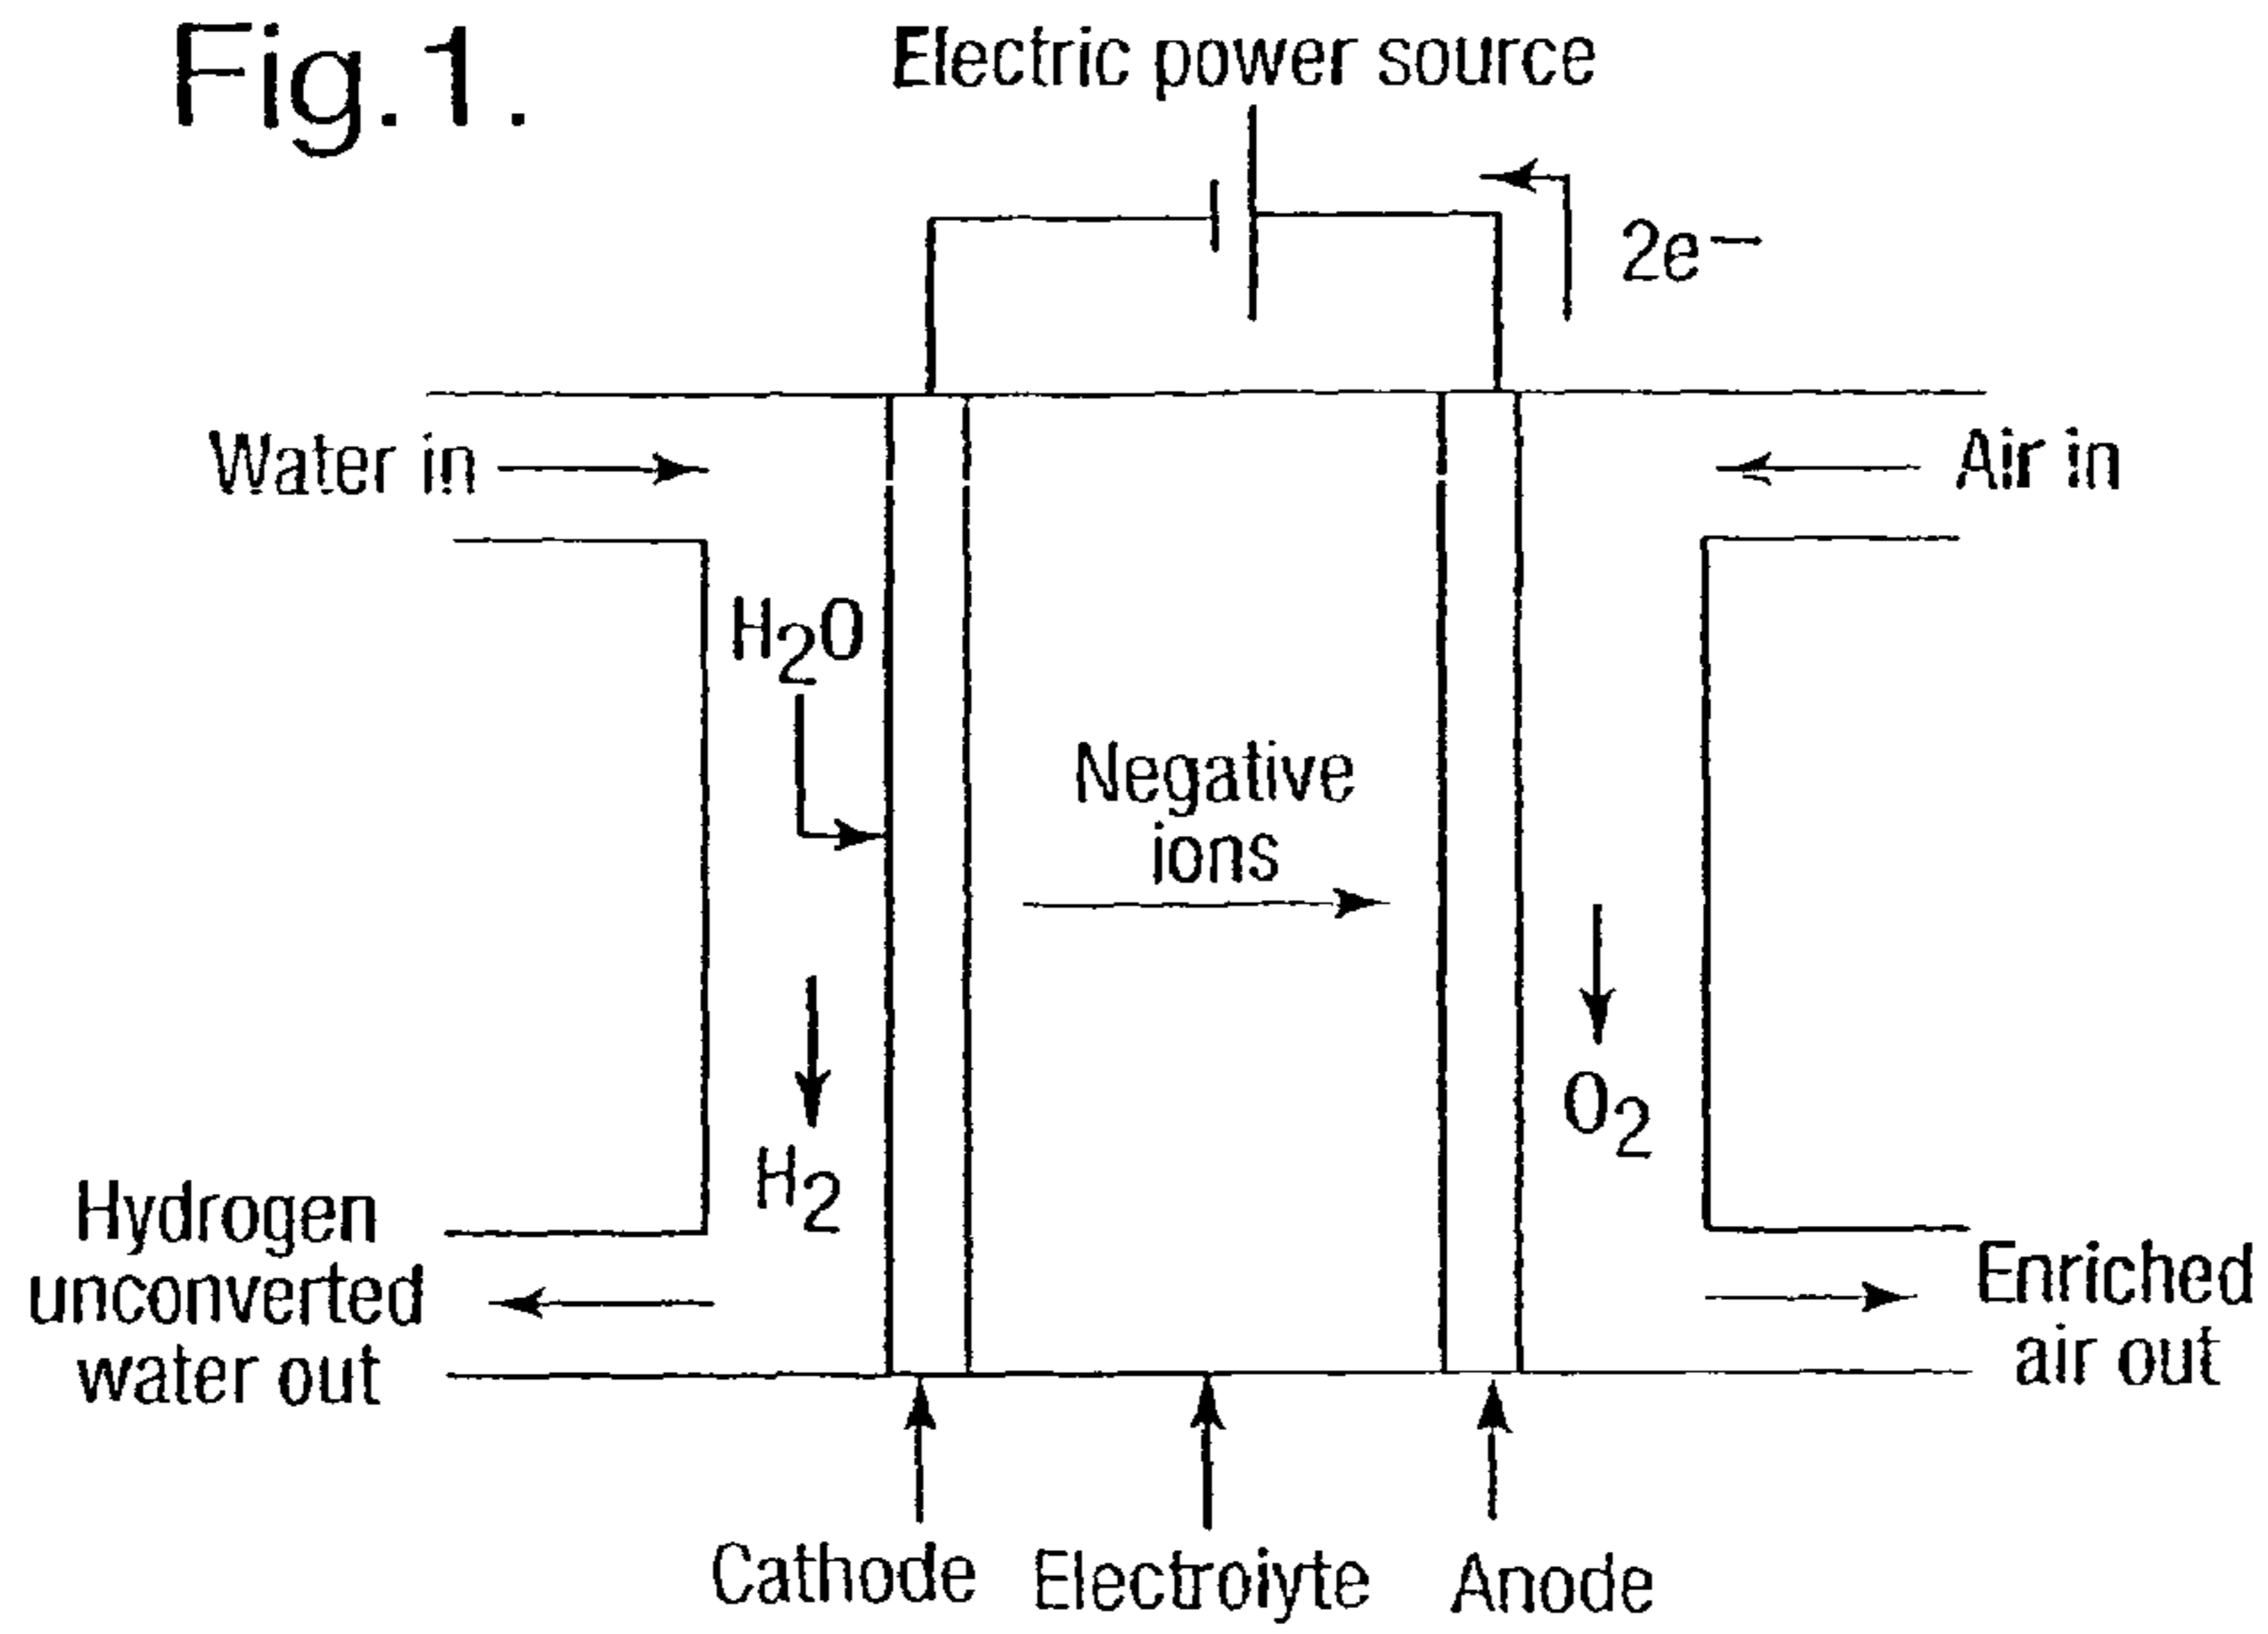 Fig.1.
Electric power source
2e—
Water in
Air in
H2O
Negative
ions
O2
H2
Hydrogen
unconverted
water out
Enriched
air out
Cathode
Electroiyte
Anode